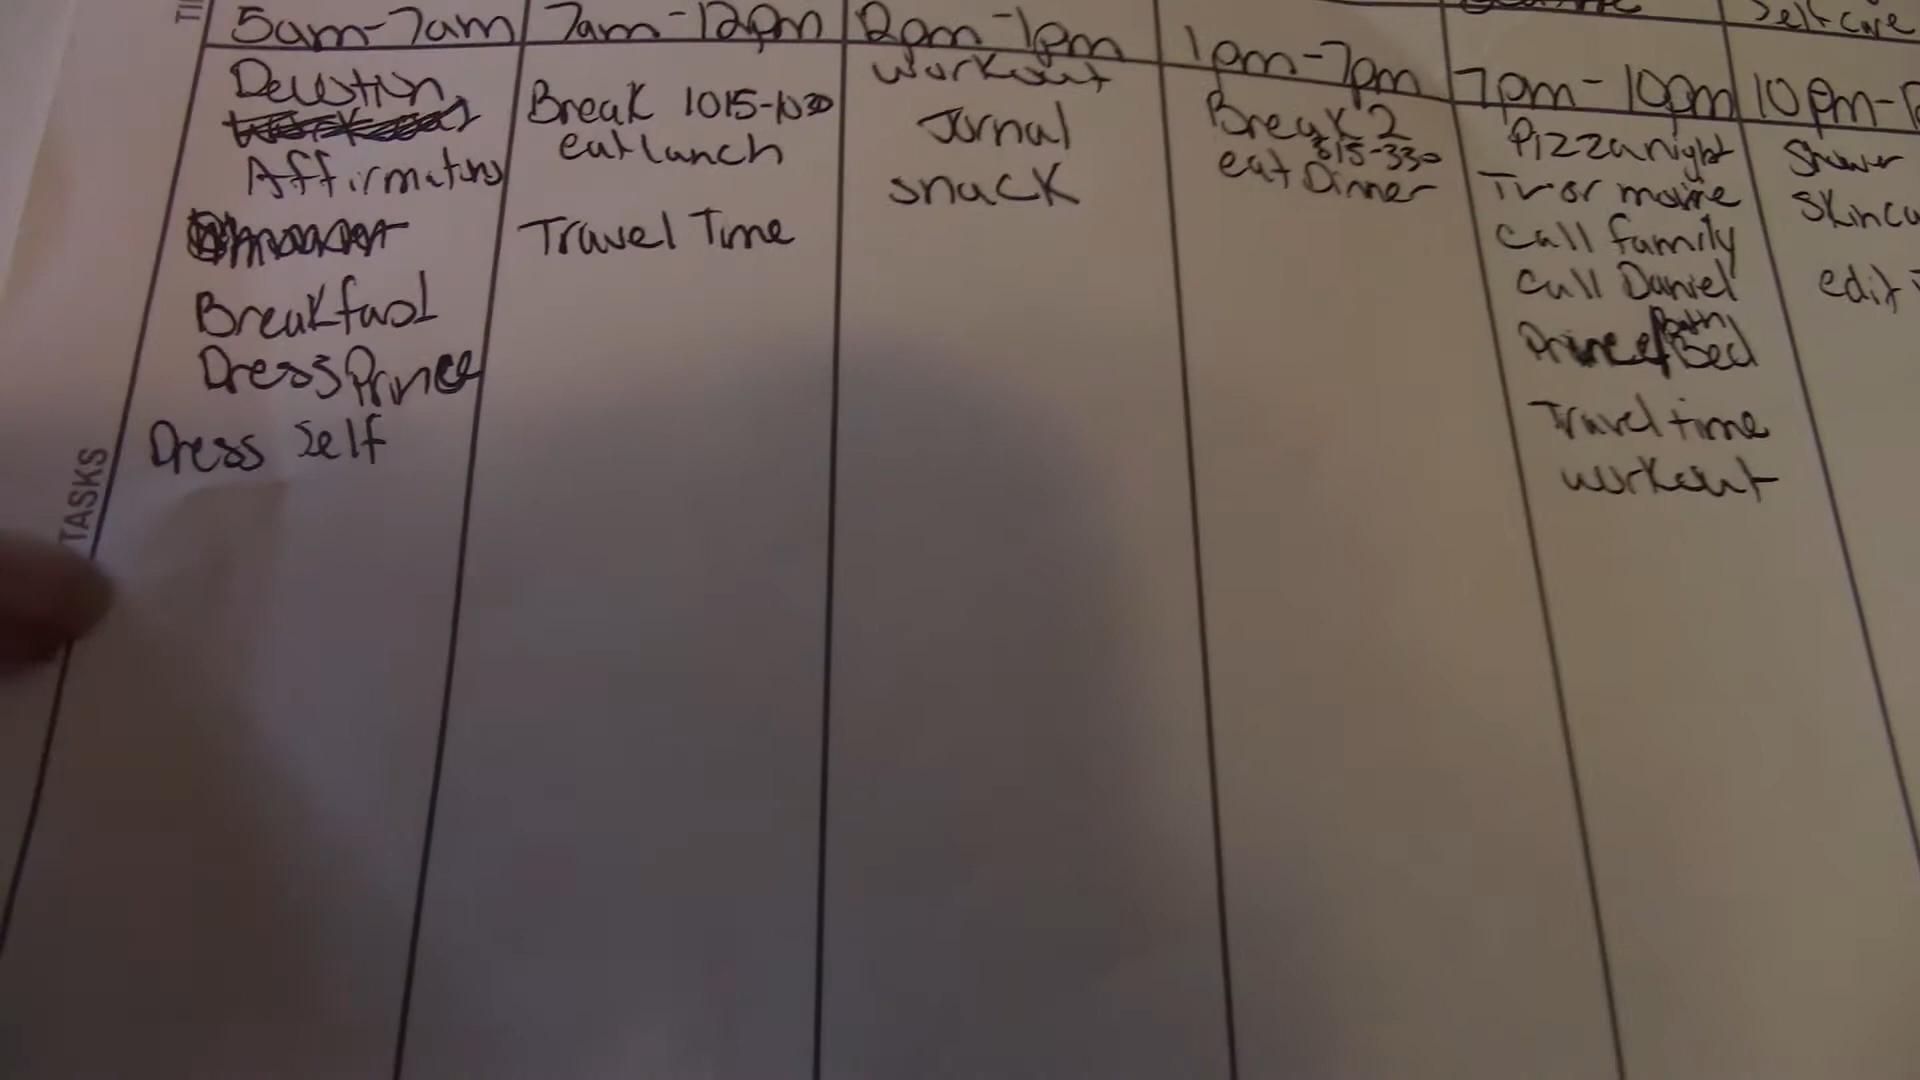 Self care
5am-7am
Devotion
Affirmations
Breakfast
Dress Prince
Dress Self
7am-12pm
Break 1015-1030
eat lunch
Travel Time
12pm-1pm
workout
Jornal
snack
1pm-7pm
Break 2
315-330
eat Dinner
7pm-10pm
Pizza night
Tv or movie
call family
call Daniel
Prince Bath/Bed
Travel time
workout
10pm-
Shower
Skinca
edit
TASKS
TI